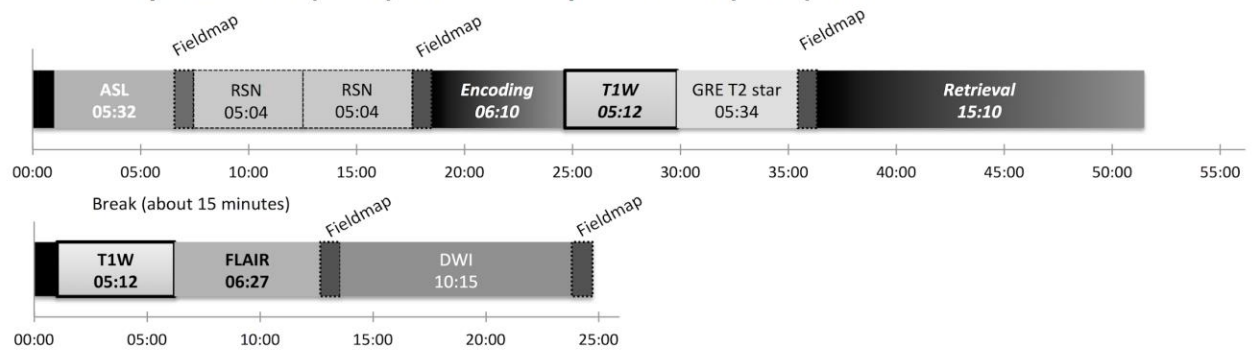 Fieldmap
Fieldmap
Fieldmap
ASL
05:32
RSN
05:04
RSN
05:04
Encoding
06:10
T1W
05:12
GRE T2 star
05:34
Retrieval
15:10
00:00 05:00 10:00 15:00 20:00 25:00 30:00 35:00 40:00 45:00 50:00 55:00
Break (about 15 minutes)
Fieldmap
Fieldmap
T1W
05:12
FLAIR
06:27
DWI
10:15
00:00 05:00 10:00 15:00 20:00 25:00